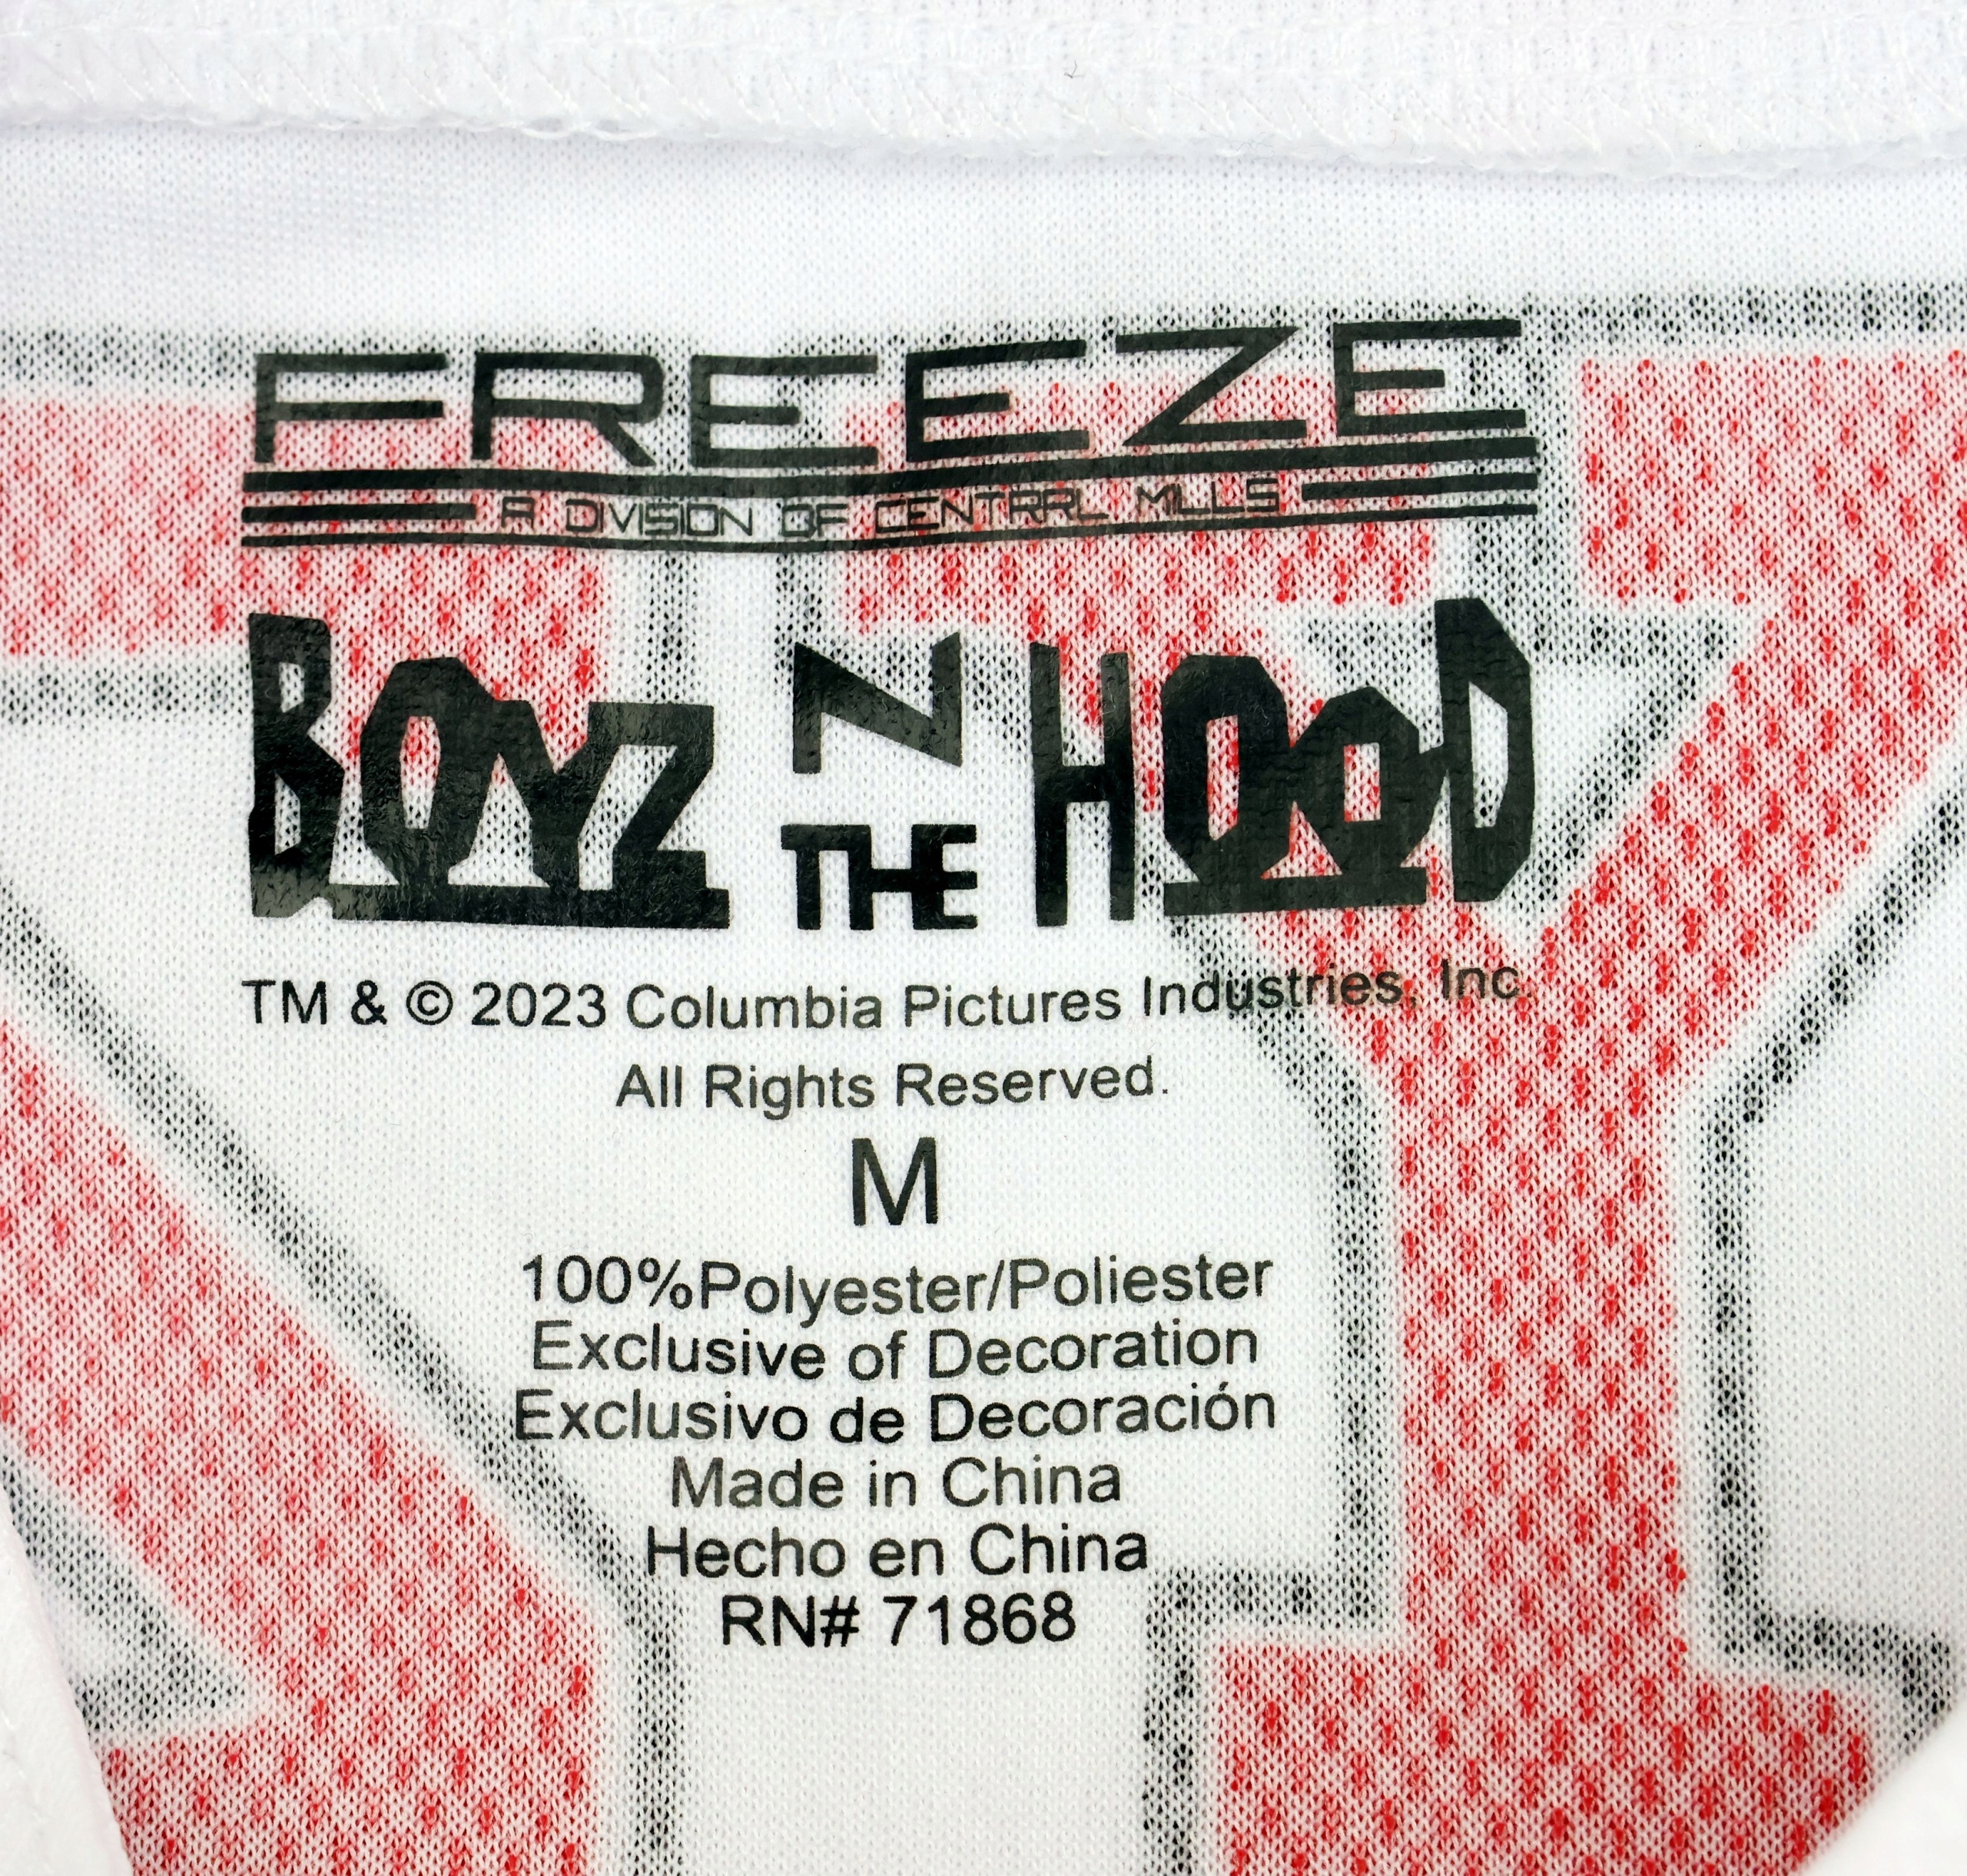 FREEZE
A DIVISION OF CENTRAL MILLS
BOYZ N THE HOOD
TM & © 2023 Columbia Pictures Industries, Inc.
All Rights Reserved.
M
100%Polyester/Poliester
Exclusive of Decoration
Exclusivo de Decoración
Made in China
Hecho en China
RN# 71868